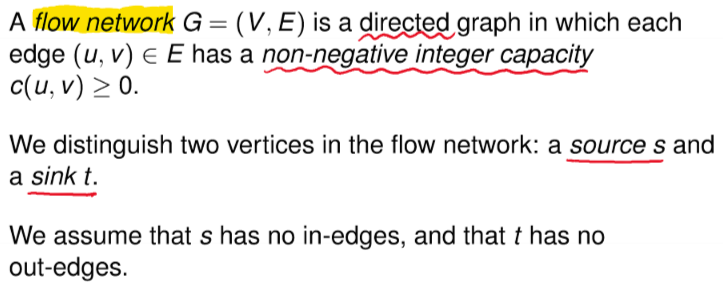 A flow network G = (V, E) is a directed graph in which each
edge (u, v) ∈ E has a non-negative integer capacity
c(u, v) ≥ 0.
We distinguish two vertices in the flow network: a source s and
a sink t.
We assume that s has no in-edges, and that t has no
out-edges.